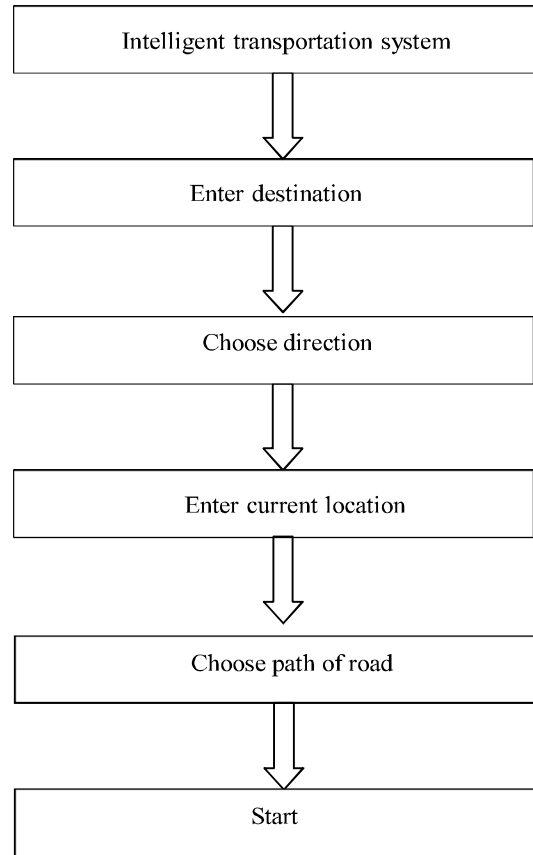 Intelligent transportation system
Enter destination
Choose direction
Enter current location
Choose path of road
Start